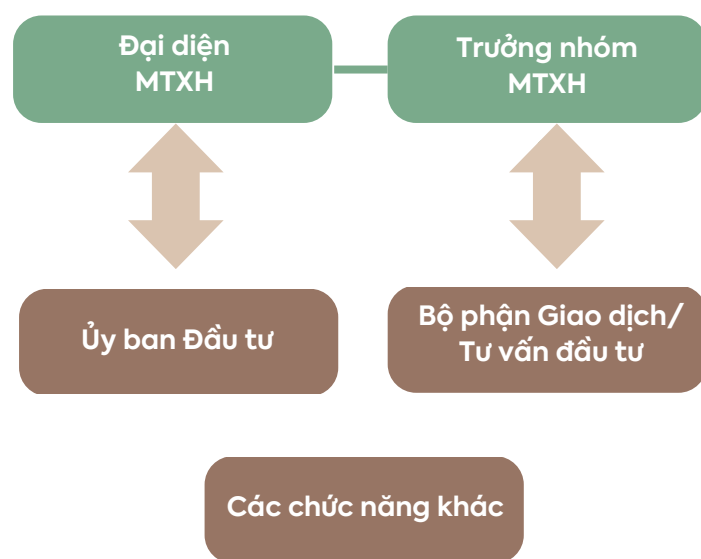 Đại diện
MTXH
Trưởng nhóm
MTXH
Ủy ban Đầu tư
Bộ phận Giao dịch/
Tư vấn đầu tư
Các chức năng khác